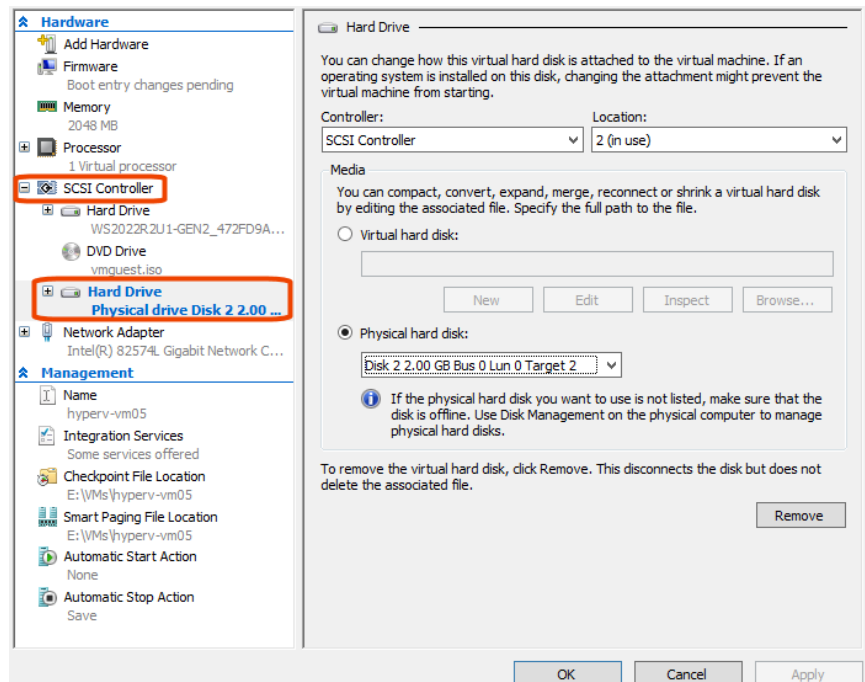 Hardware
Add Hardware
Firmware
Boot entry changes pending
Memory
2048 MB
Processor
1 Virtual processor
SCSI Controller
Hard Drive
WS2022R2U1-GEN2_472FD9A...
DVD Drive
vmguest.iso
Hard Drive
Physical drive Disk 2 2.00 ...
Network Adapter
Intel(R) 82574L Gigabit Network C...
Management
Name
hyperv-vm05
Integration Services
Some services offered
Checkpoint File Location
E:\VMs\hyperv-vm05
Smart Paging File Location
E:\VMs\hyperv-vm05
Automatic Start Action
None
Automatic Stop Action
Save
Hard Drive
You can change how this virtual hard disk is attached to the virtual machine. If an
operating system is installed on this disk, changing the attachment might prevent the
virtual machine from starting.
Controller:
Location:
SCSI Controller
2 (in use)
Media
You can compact, convert, expand, merge, reconnect or shrink a virtual hard disk
by editing the associated file. Specify the full path to the file.
Virtual hard disk:
New
Edit
Inspect
Browse...
Physical hard disk:
Disk 2 2.00 GB Bus 0 Lun 0 Target 2
If the physical hard disk you want to use is not listed, make sure that the
disk is offline. Use Disk Management on the physical computer to manage
physical hard disks.
To remove the virtual hard disk, click Remove. This disconnects the disk but does not
delete the associated file.
Remove
OK
Cancel
Apply